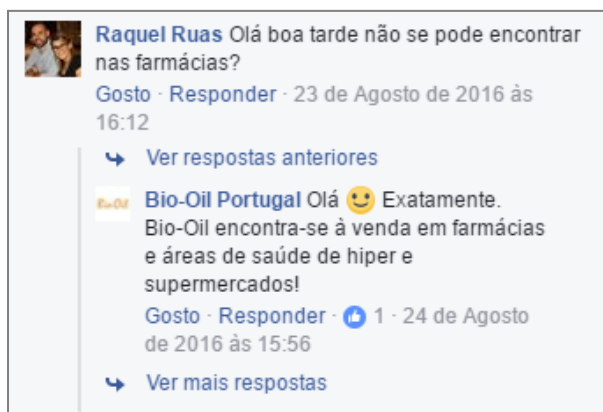 Raquel Ruas Olá boa tarde não se pode encontrar
nas farmácias?
Gosto · Responder · 23 de Agosto de 2016 às
16:12
Ver respostas anteriores
Bio-Oil
Bio-Oil Portugal Olá 🙂 Exatamente.
Bio-Oil encontra-se à venda em farmácias
e áreas de saúde de hiper e
supermercados!
Gosto · Responder · 1 · 24 de Agosto
de 2016 às 15:56
Ver mais respostas